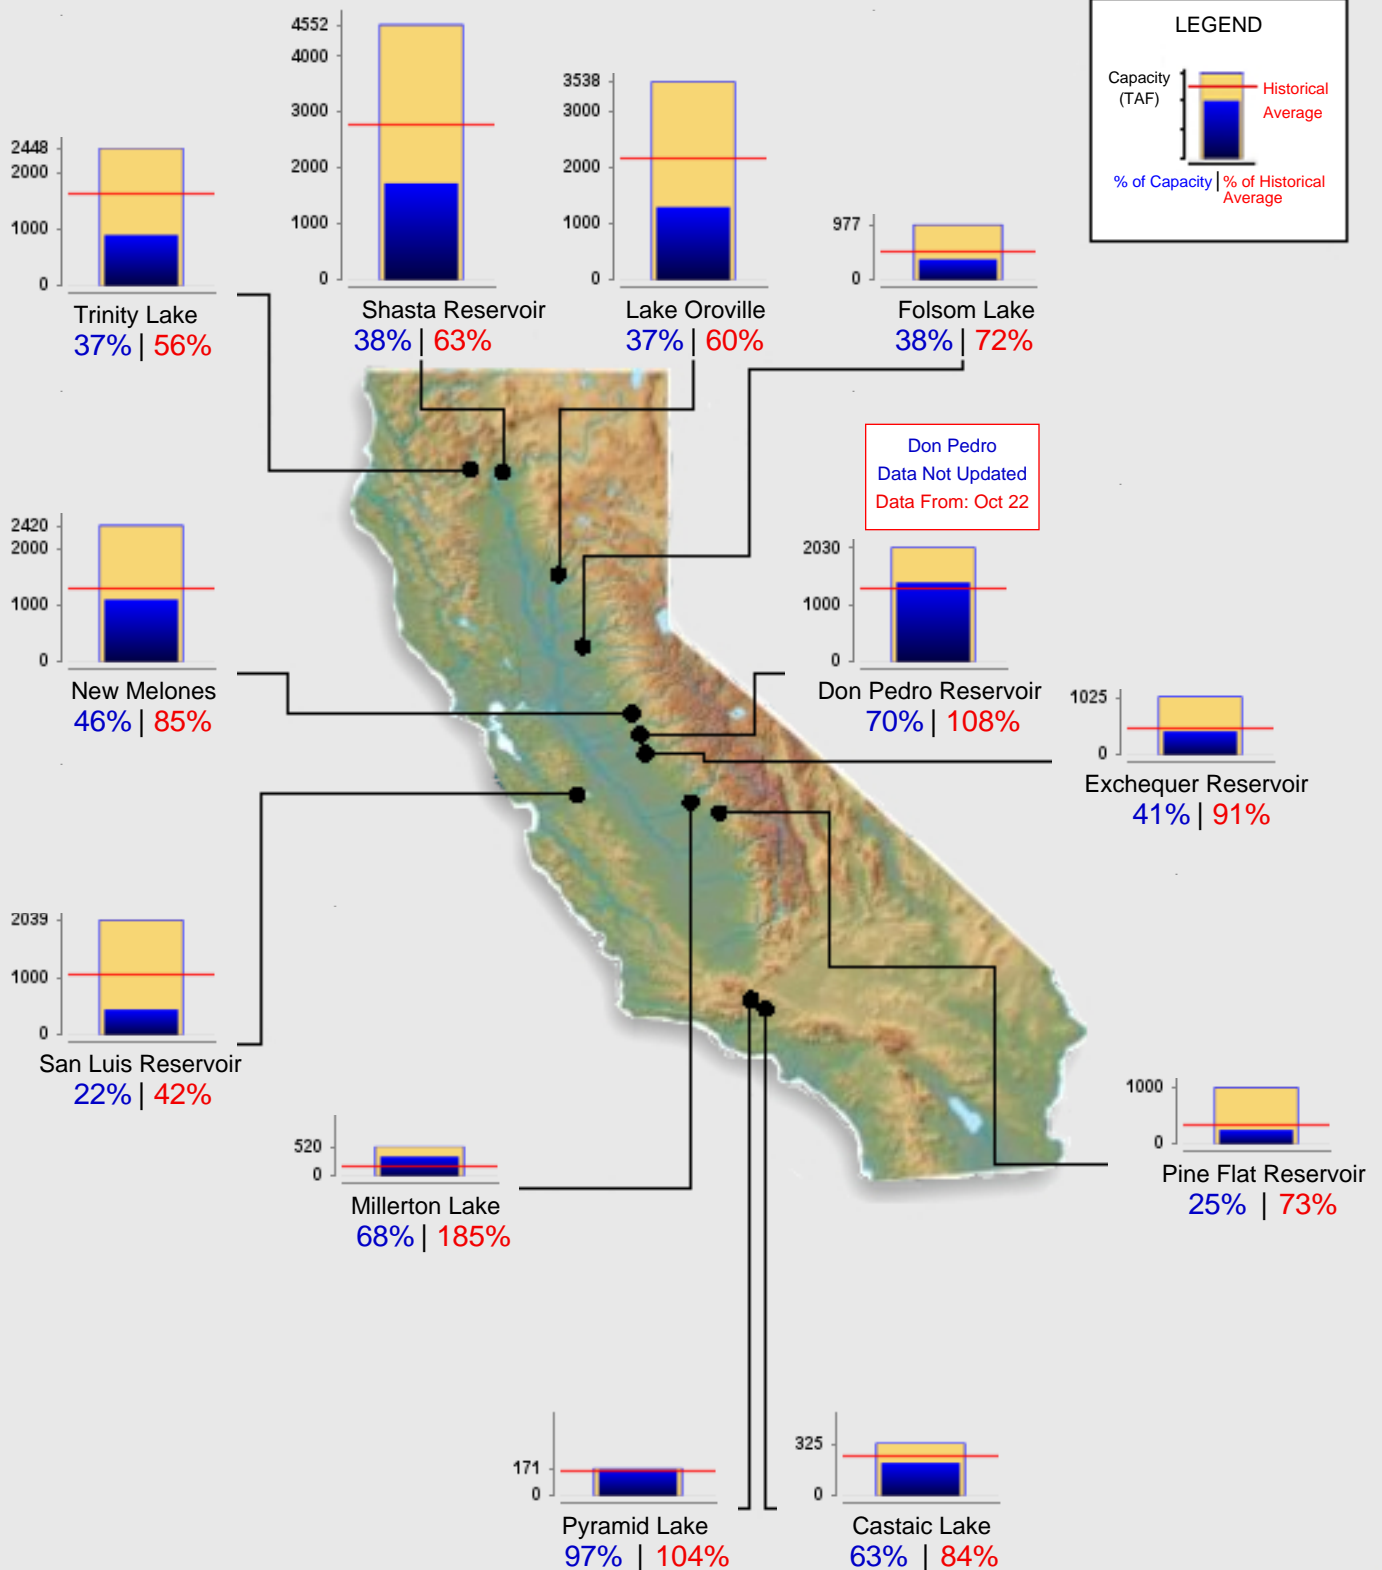 LEGEND
Capacity
(TAF)
Historical
Average
% of Capacity | % of Historical
Average
2448
2000
1000
0
Trinity Lake
37% | 56%
4552
4000
3000
2000
1000
0
Shasta Reservoir
38% | 63%
3538
3000
2000
1000
0
Lake Oroville
37% | 60%
977
0
Folsom Lake
38% | 72%
Don Pedro
Data Not Updated
Data From: Oct 22
2420
2000
1000
0
New Melones
46% | 85%
2030
1000
0
Don Pedro Reservoir
70% | 108%
1025
0
Exchequer Reservoir
41% | 91%
2039
1000
0
San Luis Reservoir
22% | 42%
520
0
Millerton Lake
68% | 185%
1000
0
Pine Flat Reservoir
25% | 73%
171
0
Pyramid Lake
97% | 104%
325
0
Castaic Lake
63% | 84%